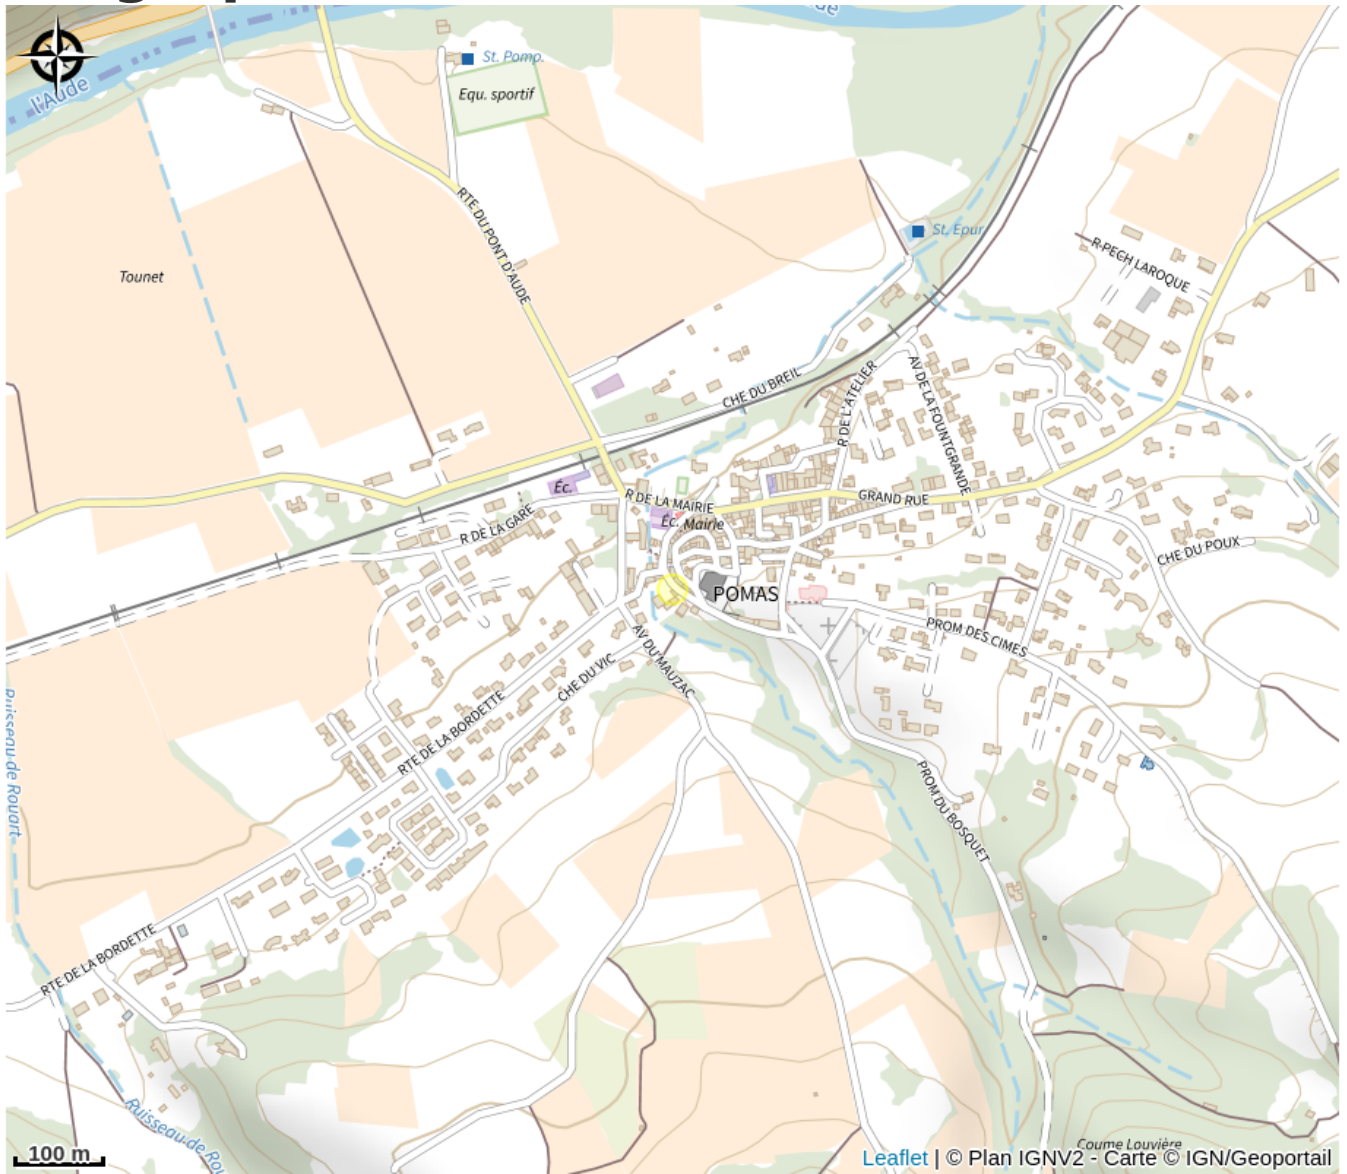 St. Pomp.
l'Aude
Equ. sportif
RTE DU PONT D'AUDE
St. Epur
R PECH LAROQUE
Tounet
CHE DU BREIL
R DE L'ATELIER
AV DE LA FOUNTGRANDE
Éc.
R DE LA MAIRIE
GRAND RUE
R DE LA GARE
Éc.
Mairie
CHE DU POUX
POMAS
PROM DES CIMES
AV DU MAUZAC
CHE DU VIC
RTE DE LA BORDETTE
Ruisseau de Rouart
PROM DU BOSQUET
RTE DE LA BORDETTE
Ruisseau de Rou
Coume Louvière
100 m
Leaflet | © Plan IGNV2 - Carte © IGN/Geoportail